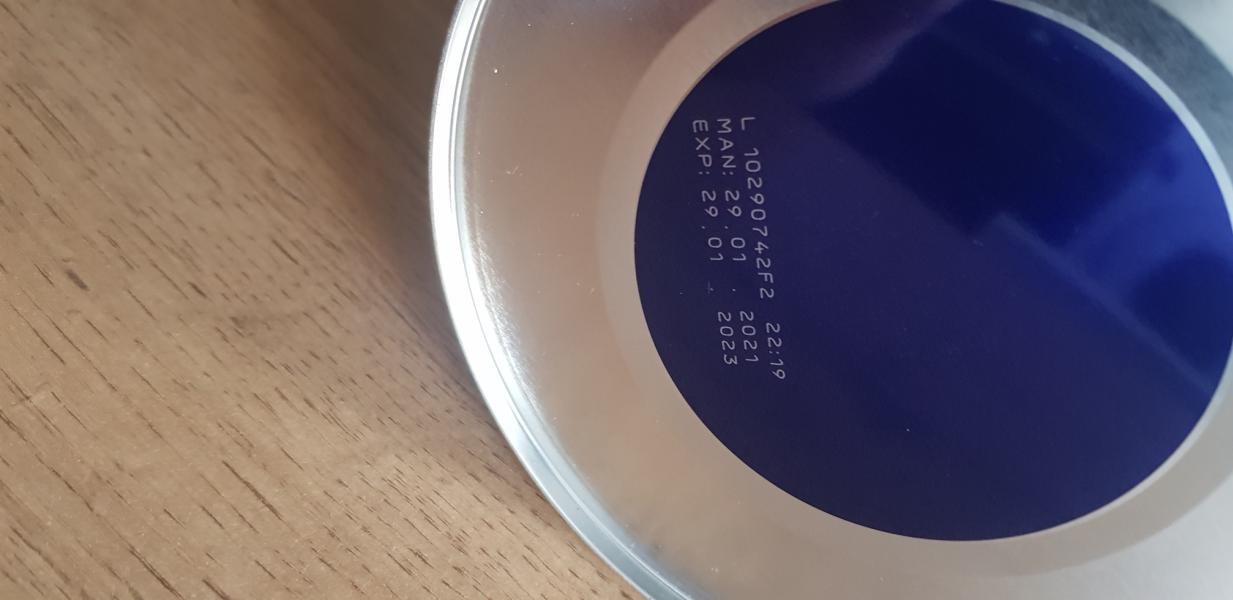 L 10290742F2 22:19
MAN: 29.01 . 2021
EXP: 29.01 . 2023